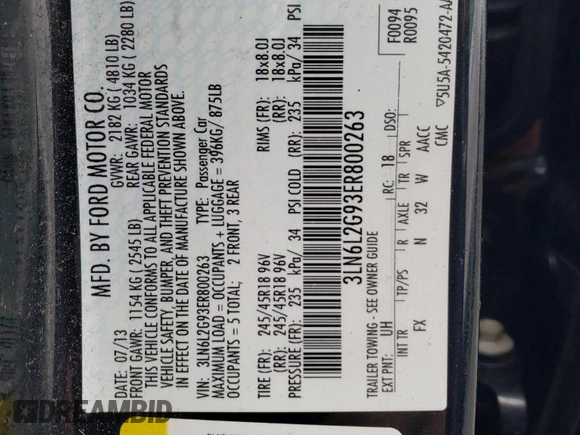 MFD. BY FORD MOTOR CO.
DATE: 07/13 GVWR: 2182 KG ( 4810 LB)
FRONT GAWR: 1154 KG ( 2545 LB) REAR GAWR: 1034 KG ( 2280 LB)
THIS VEHICLE CONFORMS TO ALL APPLICABLE FEDERAL MOTOR
VEHICLE SAFETY, BUMPER, AND THEFT PREVENTION STANDARDS
IN EFFECT ON THE DATE OF MANUFACTURE SHOWN ABOVE.
VIN: 3LN6L2G93ER800263 TYPE: Passenger Car
MAXIMUM LOAD = OCCUPANTS + LUGGAGE = 396KG/ 875LB
OCCUPANTS = 5 TOTAL; 2 FRONT, 3 REAR
TIRE (FR): 245/45R18 96V RIMS (FR): 18x8.0J
TIRE (RR): 245/45R18 96V (RR): 18x8.0J
PRESSURE (FR): 235 kPa/ 34 PSI COLD (RR): 235 kPa/ 34 PSI
3LN6L2G93ER800263
F0094
R0095
TRAILER TOWING - SEE OWNER GUIDE
EXT PNT: UH RC: 18 DSO:
INT TR TP/PS R AXLE TR SPR
FX N 32 W AACC
CMC ▽5U5A-5420472-A
DREAMBID